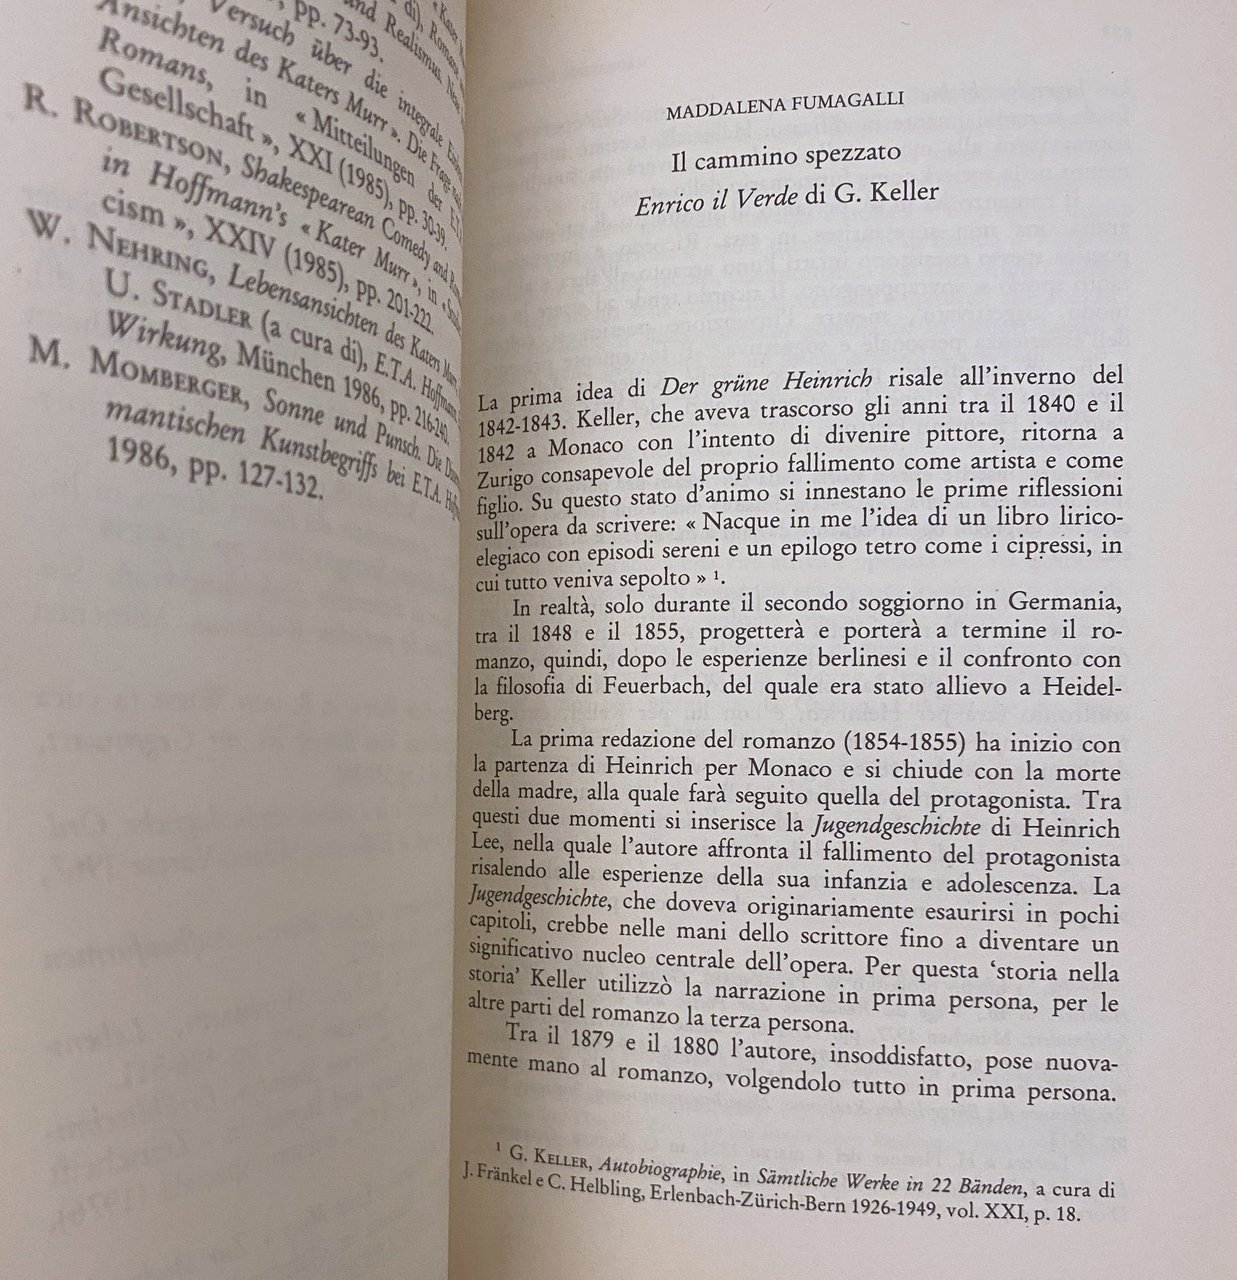 « Kater
di), Roman
, pp. 73-93.
und Realismus, Neu
Versuch über die integrale
Ansichten des Katers Murr ». Die Frage nach
Romans, in « Mitteilungen der E.T.A.
Gesellschaft », XXI (1985), pp. 30-39.
R. ROBERTSON, Shakespearean Comedy and
in Hoffmann's « Kater Murr », in «
cism », XXIV (1985), pp. 201-222.
W. NEHRING, Lebensansichten des Katers Murr,
U. STADLER (a cura di), E.T.A. Hoffmann.
Wirkung, München 1986, pp. 216-240.
M. MOMBERGER, Sonne und Punsch. Die
mantischen Kunstbegriffs bei E.T.A.
1986, pp. 127-132.
MADDALENA FUMAGALLI
Il cammino spezzato
Enrico il Verde di G. Keller
La prima idea di Der grüne Heinrich risale all'inverno del
1842-1843. Keller, che aveva trascorso gli anni tra il 1840 e il
1842 a Monaco con l'intento di divenire pittore, ritorna a
Zurigo consapevole del proprio fallimento come artista e come
figlio. Su questo stato d'animo si innestano le prime riflessioni
sull'opera da scrivere: « Nacque in me l'idea di un libro lirico-
elegiaco con episodi sereni e un epilogo tetro come i cipressi, in
cui tutto veniva sepolto » ¹.
In realtà, solo durante il secondo soggiorno in Germania,
tra il 1848 e il 1855, progetterà e porterà a termine il ro-
manzo, quindi, dopo le esperienze berlinesi e il confronto con
la filosofia di Feuerbach, del quale era stato allievo a Heidel-
berg.
La prima redazione del romanzo (1854-1855) ha inizio con
la partenza di Heinrich per Monaco e si chiude con la morte
della madre, alla quale farà seguito quella del protagonista. Tra
questi due momenti si inserisce la Jugendgeschichte di Heinrich
Lee, nella quale l'autore affronta il fallimento del protagonista
risalendo alle esperienze della sua infanzia e adolescenza. La
Jugendgeschichte, che doveva originariamente esaurirsi in pochi
capitoli, crebbe nelle mani dello scrittore fino a diventare un
significativo nucleo centrale dell'opera. Per questa 'storia nella
storia' Keller utilizzò la narrazione in prima persona, per le
altre parti del romanzo la terza persona.
Tra il 1879 e il 1880 l'autore, insoddisfatto, pose nuova-
mente mano al romanzo, volgendolo tutto in prima persona.
¹ G. KELLER, Autobiographie, in Sämtliche Werke in 22 Bänden, a cura di
J. Fränkel e C. Helbling, Erlenbach-Zürich-Bern 1926-1949, vol. XXI, p. 18.